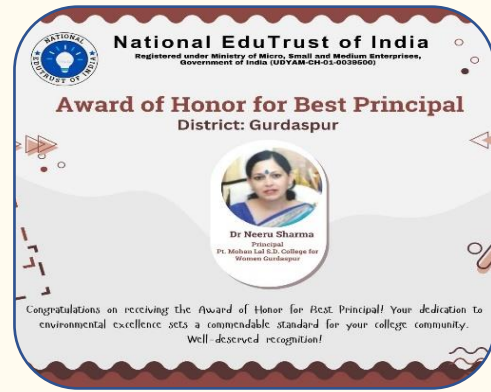 NATIONAL
EDUTRUST OF INDIA
National EduTrust of India
Registered under Ministry of Micro, Small and Medium Enterprises,
Government of India (UDYAM-CH-01-0039600)
Award of Honor for Best Principal
District: Gurdaspur
Dr Neeru Sharma
Principal
Pt. Mohan Lal S.D. College for
Women Gurdaspur
Congratulations on receiving the Award of Honor for Best Principal! Your dedication to
environmental excellence sets a commendable standard for your college community.
Well-deserved recognition!